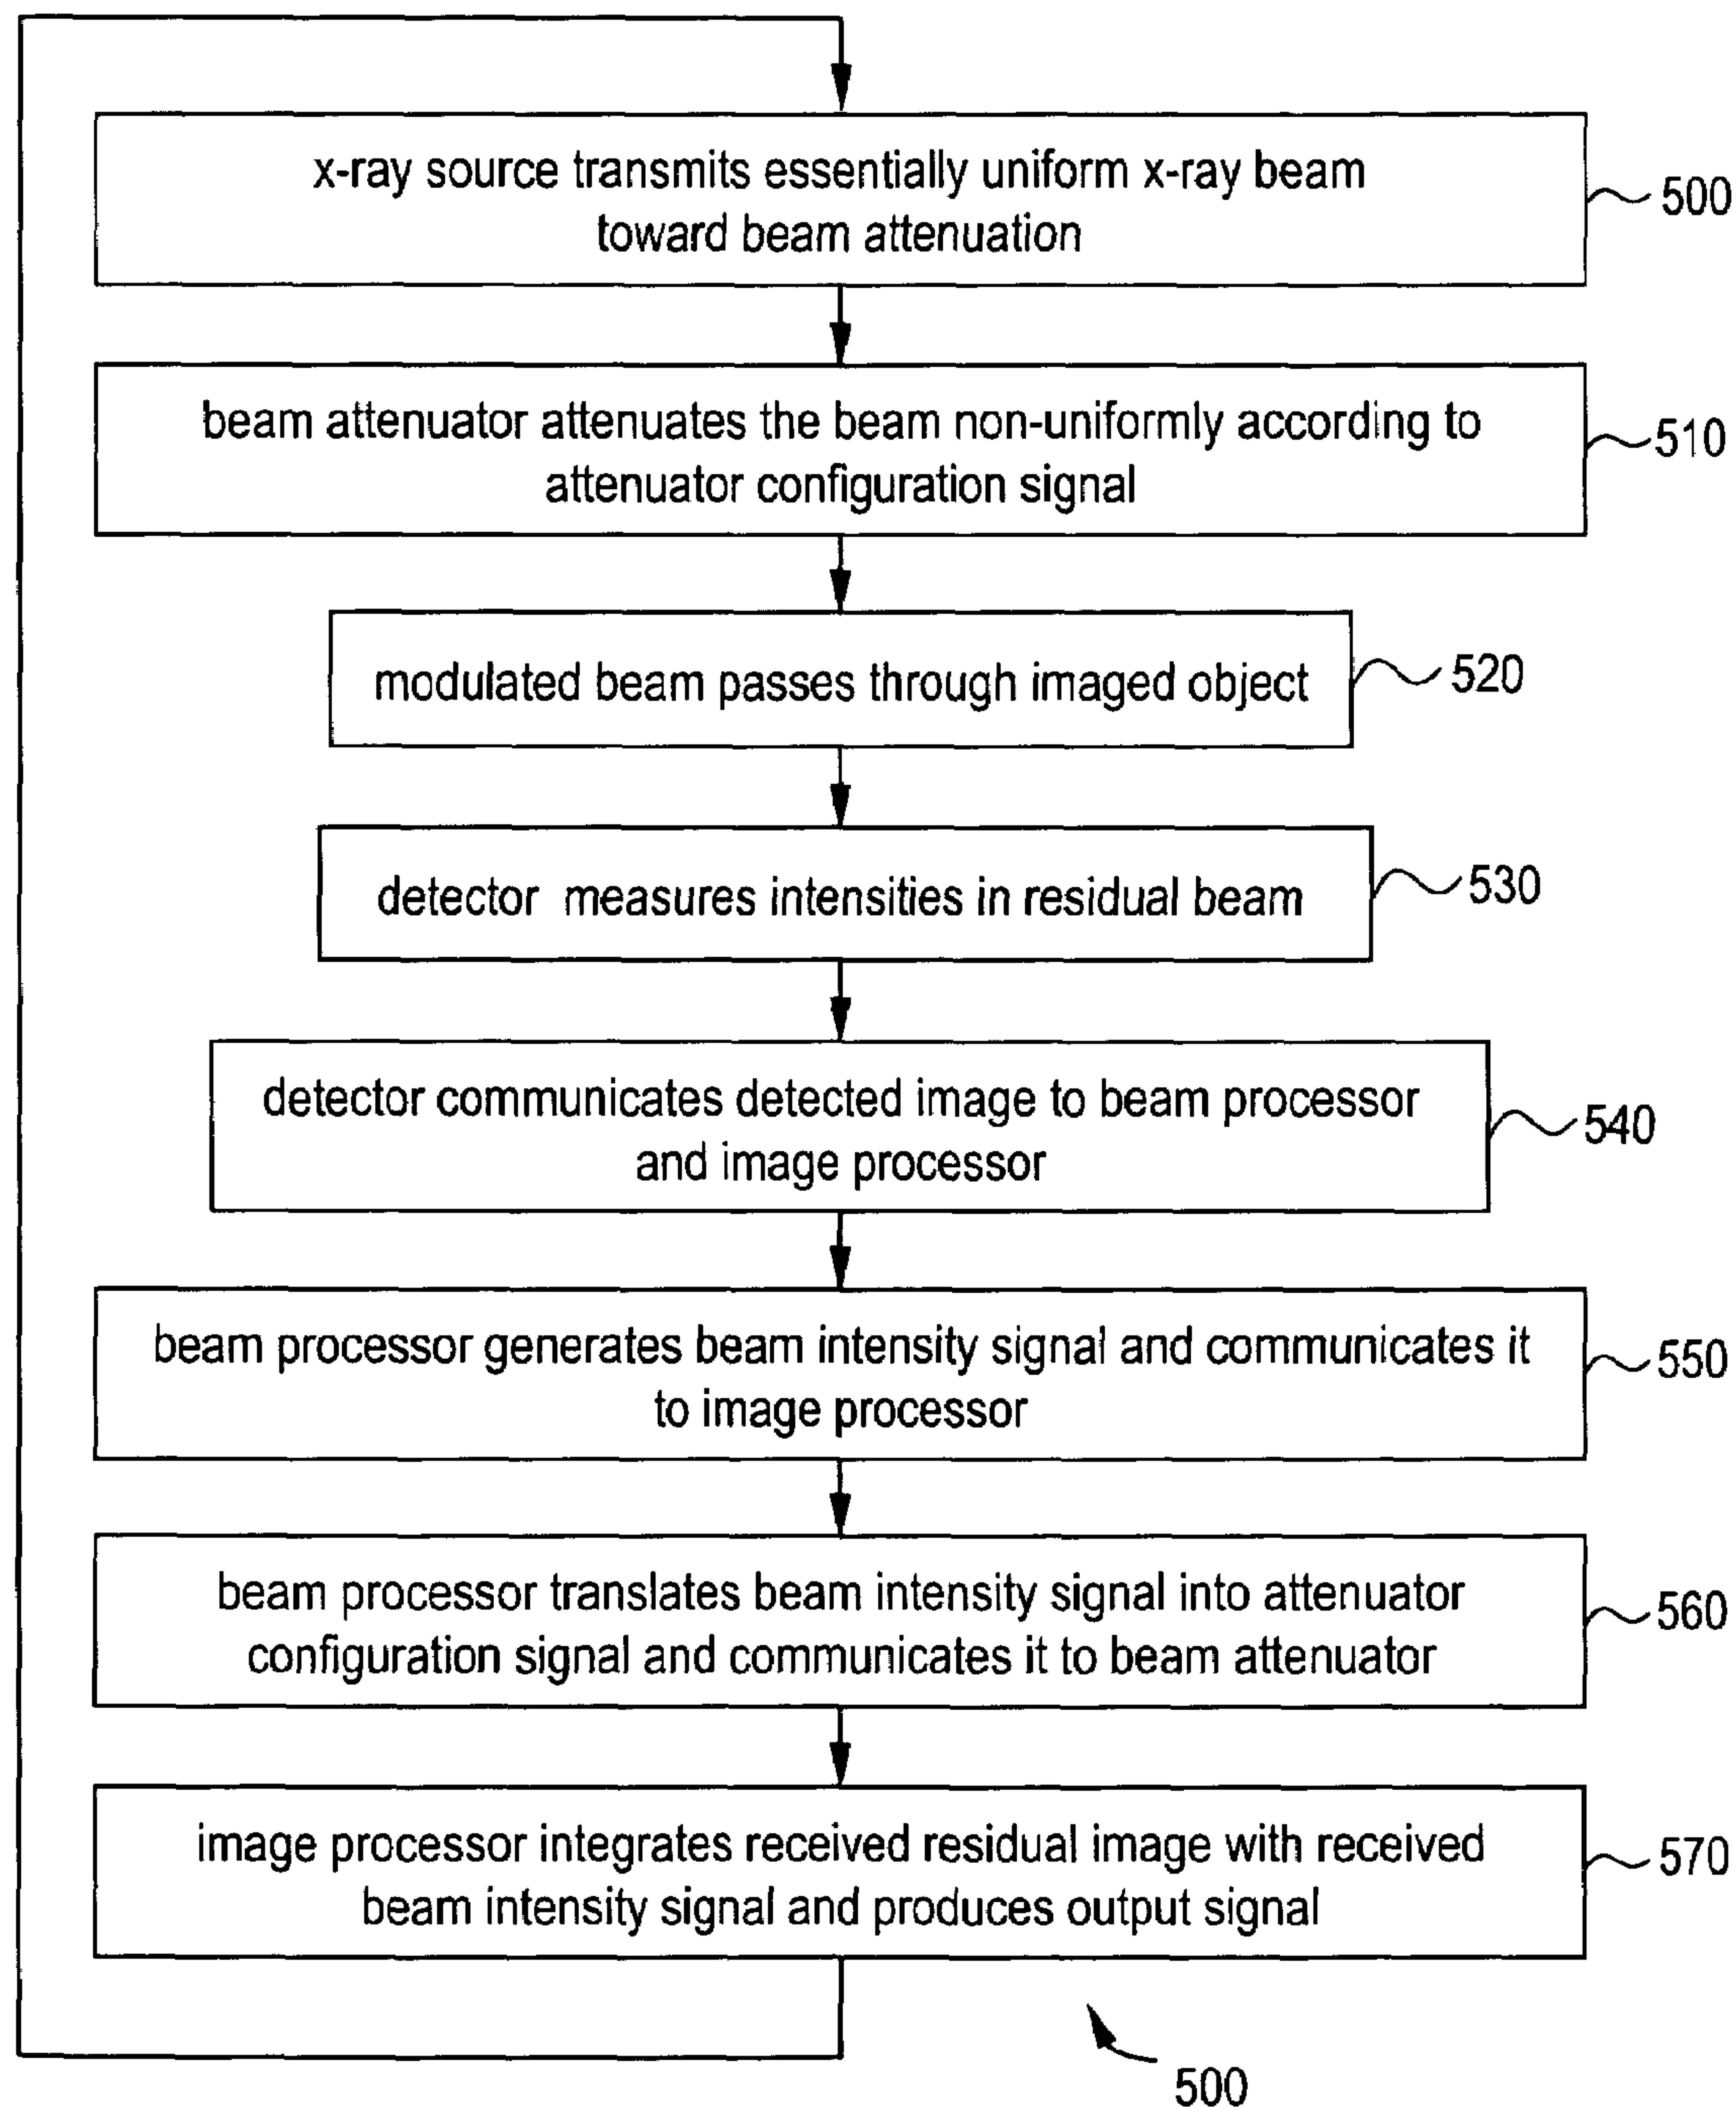 x-ray source transmits essentially uniform x-ray beam
toward beam attenuation
500
beam attenuator attenuates the beam non-uniformly according to
attenuator configuration signal
510
modulated beam passes through imaged object
520
detector measures intensities in residual beam
530
detector communicates detected image to beam processor
and image processor
540
beam processor generates beam intensity signal and communicates it
to image processor
550
beam processor translates beam intensity signal into attenuator
configuration signal and communicates it to beam attenuator
560
image processor integrates received residual image with received
beam intensity signal and produces output signal
570
500